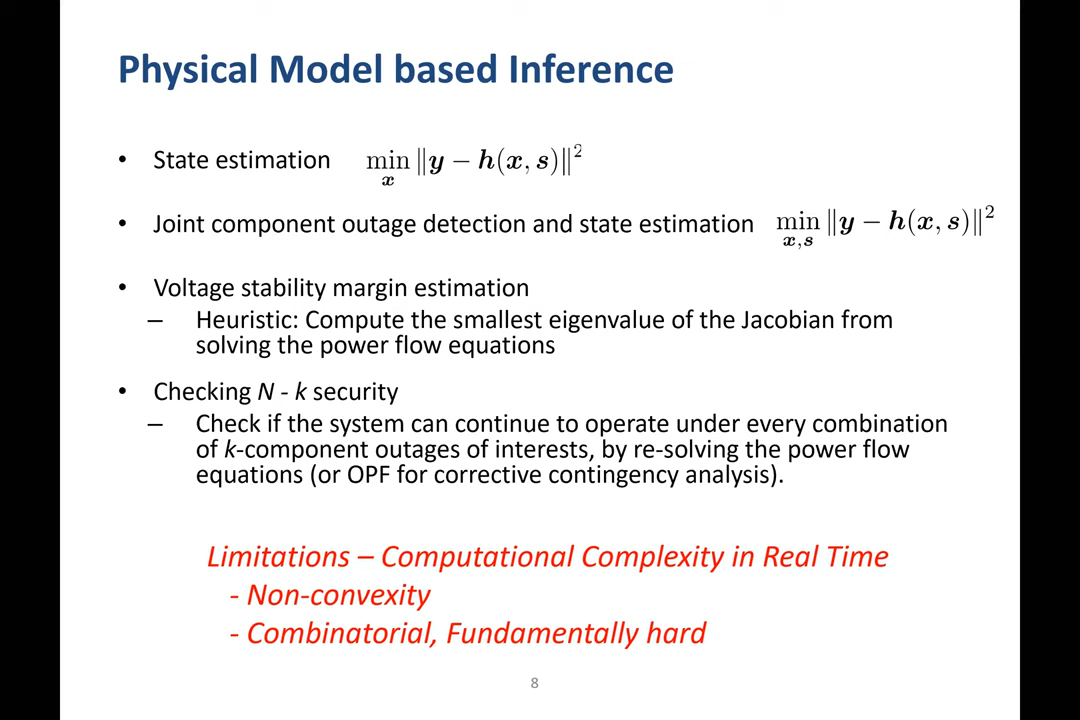 Physical Model based Inference
• State estimation min_x ‖y − h(x, s)‖²
• Joint component outage detection and state estimation min_{x,s} ‖y − h(x, s)‖²
• Voltage stability margin estimation
– Heuristic: Compute the smallest eigenvalue of the Jacobian from
solving the power flow equations
• Checking N - k security
– Check if the system can continue to operate under every combination
of k-component outages of interests, by re-solving the power flow
equations (or OPF for corrective contingency analysis).
Limitations – Computational Complexity in Real Time
- Non-convexity
- Combinatorial, Fundamentally hard
8